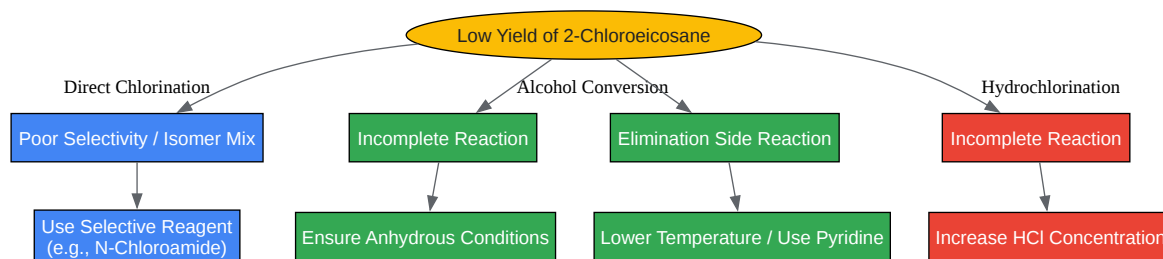 Low Yield of 2-Chloroeicosane
Direct Chlorination
Alcohol Conversion
Hydrochlorination
Poor Selectivity / Isomer Mix
Incomplete Reaction
Elimination Side Reaction
Incomplete Reaction
Use Selective Reagent
(e.g., N-Chloroamide)
Ensure Anhydrous Conditions
Lower Temperature / Use Pyridine
Increase HCl Concentration